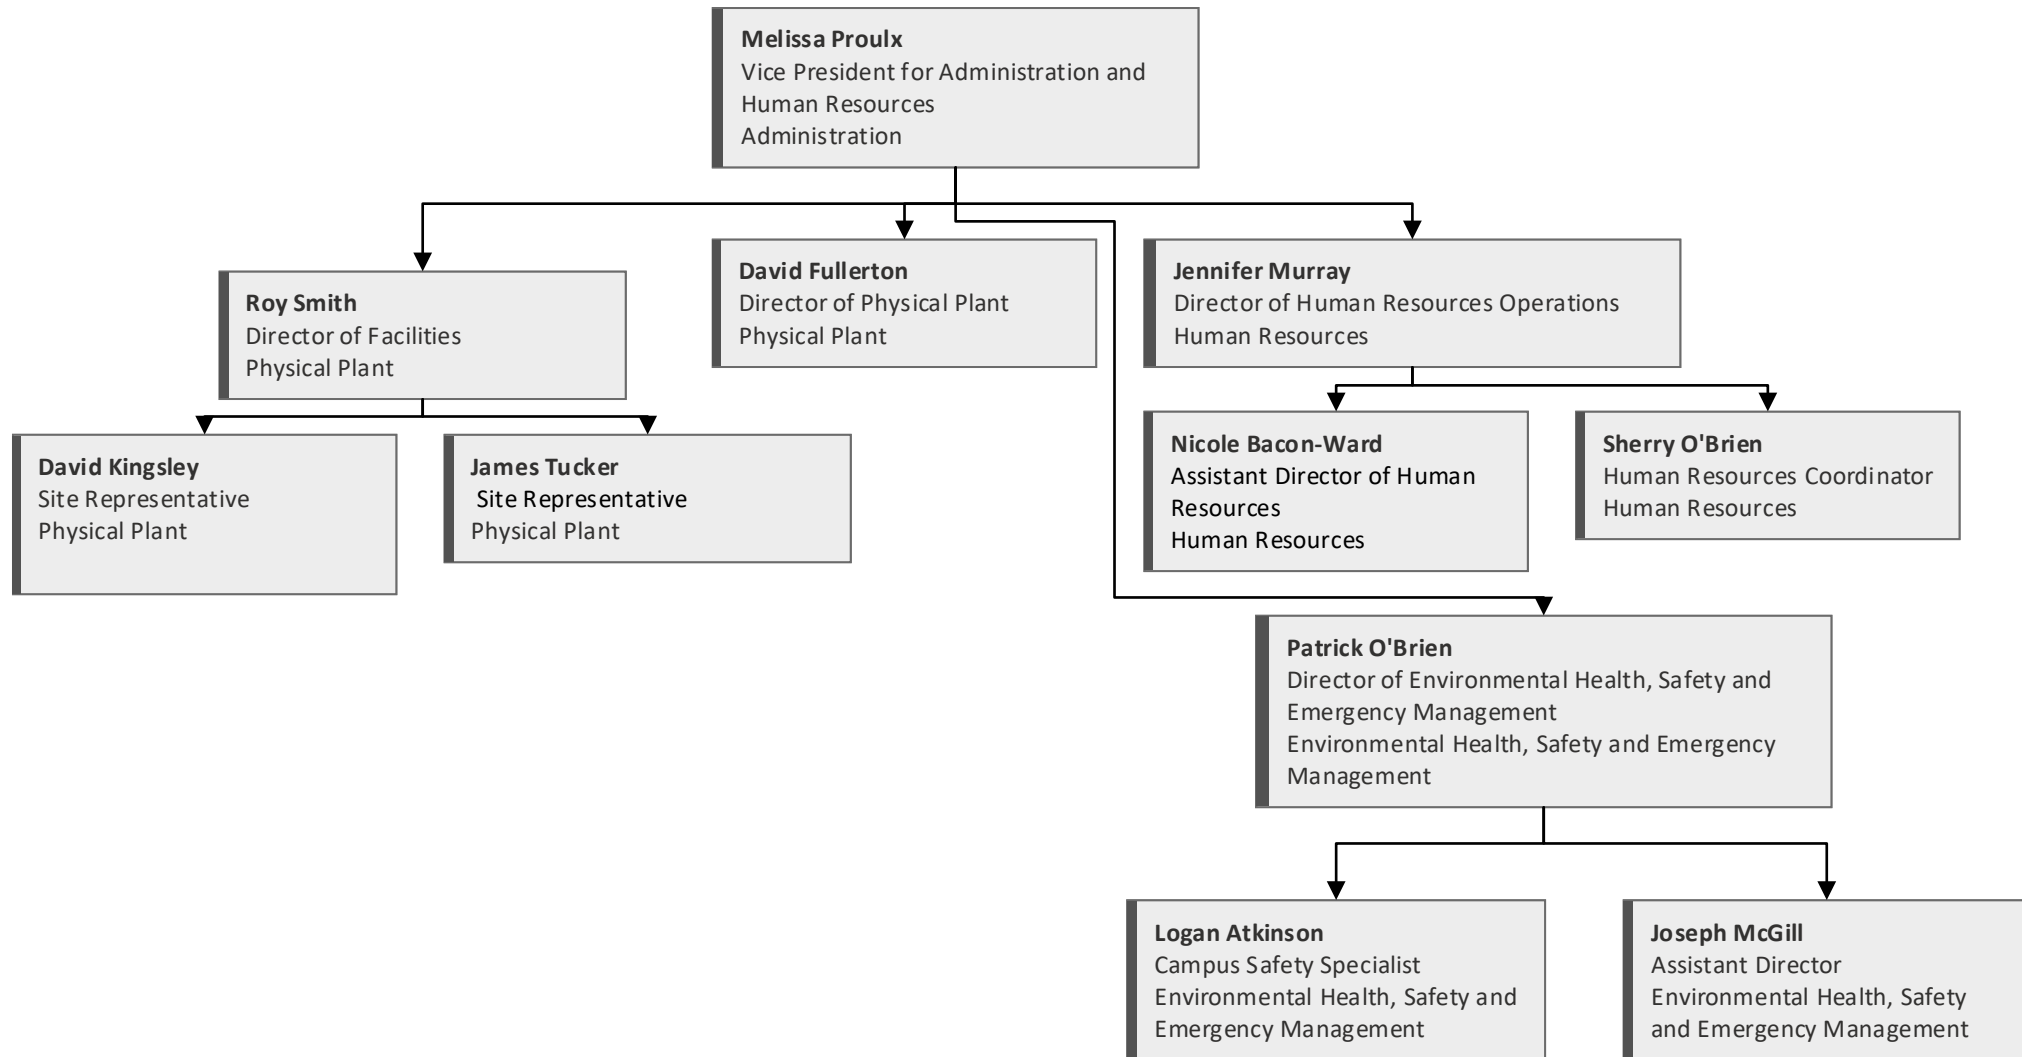 Melissa Proulx
Vice President for Administration and
Human Resources
Administration
Roy Smith
Director of Facilities
Physical Plant
David Fullerton
Director of Physical Plant
Physical Plant
Jennifer Murray
Director of Human Resources Operations
Human Resources
David Kingsley
Site Representative
Physical Plant
James Tucker
Site Representative
Physical Plant
Nicole Bacon-Ward
Assistant Director of Human
Resources
Human Resources
Sherry O'Brien
Human Resources Coordinator
Human Resources
Patrick O'Brien
Director of Environmental Health, Safety and
Emergency Management
Environmental Health, Safety and Emergency
Management
Logan Atkinson
Campus Safety Specialist
Environmental Health, Safety and
Emergency Management
Joseph McGill
Assistant Director
Environmental Health, Safety
and Emergency Management